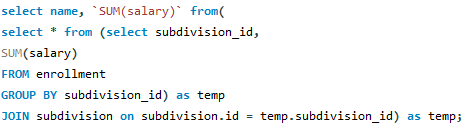 select name, `SUM(salary)` from(
select * from (select subdivision_id,
SUM(salary)
FROM enrollment
GROUP BY subdivision_id) as temp
JOIN subdivision on subdivision.id = temp.subdivision_id) as temp;